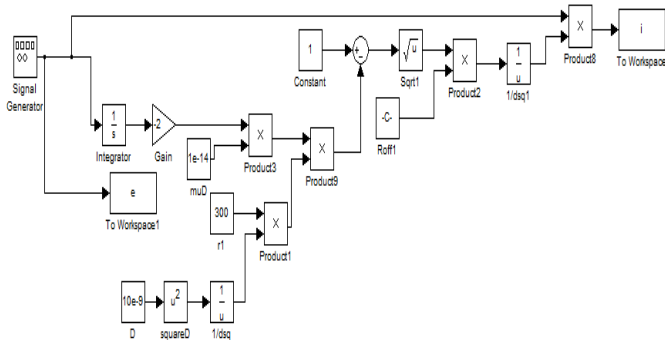 Signal
Generator
1
s
Integrator
-2
Gain
e
To Workspace1
1e-14
muD
×
Product3
300
r1
×
Product1
10e-9
D
u²
squareD
1
u
1/dsq
×
Product9
1
Constant
+
−
√u
Sqrt1
-C-
Roff1
×
Product2
1
u
1/dsq1
×
Product8
i
To Workspace